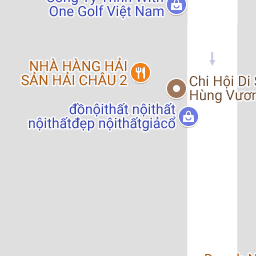 One Golf Việt Nam
NHÀ HÀNG HẢI
SẢN HẢI CHÂU 2
Chi Hội Di
Hùng Vươn
đồnộithất nộithất
nộithấtđẹp nộithấtgiảcổ